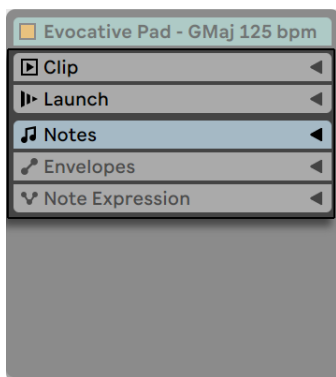 Evocative Pad - GMaj 125 bpm
Clip
Launch
Notes
Envelopes
Note Expression